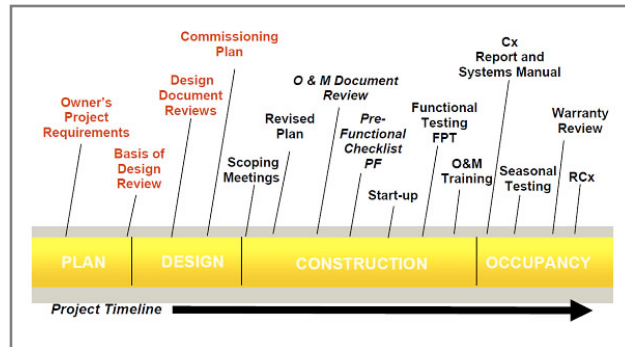 Owner's
Project
Requirements
Basis of
Design
Review
Design
Document
Reviews
Commissioning
Plan
Scoping
Meetings
Revised
Plan
O & M Document
Review
Pre-
Functional
Checklist
PF
Start-up
Functional
Testing
FPT
O&M
Training
Cx
Report and
Systems Manual
Seasonal
Testing
Warranty
Review
RCx
PLAN
DESIGN
CONSTRUCTION
OCCUPANCY
Project Timeline